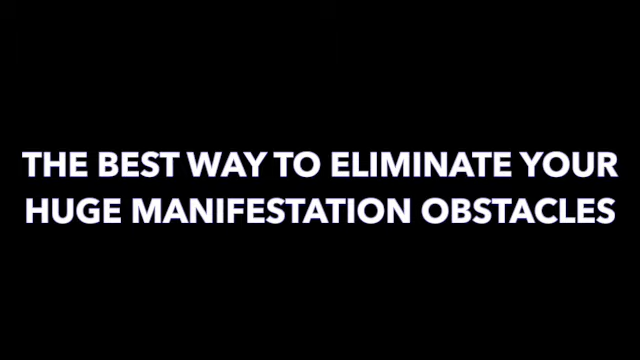 THE BEST WAY TO ELIMINATE YOUR
HUGE MANIFESTATION OBSTACLES